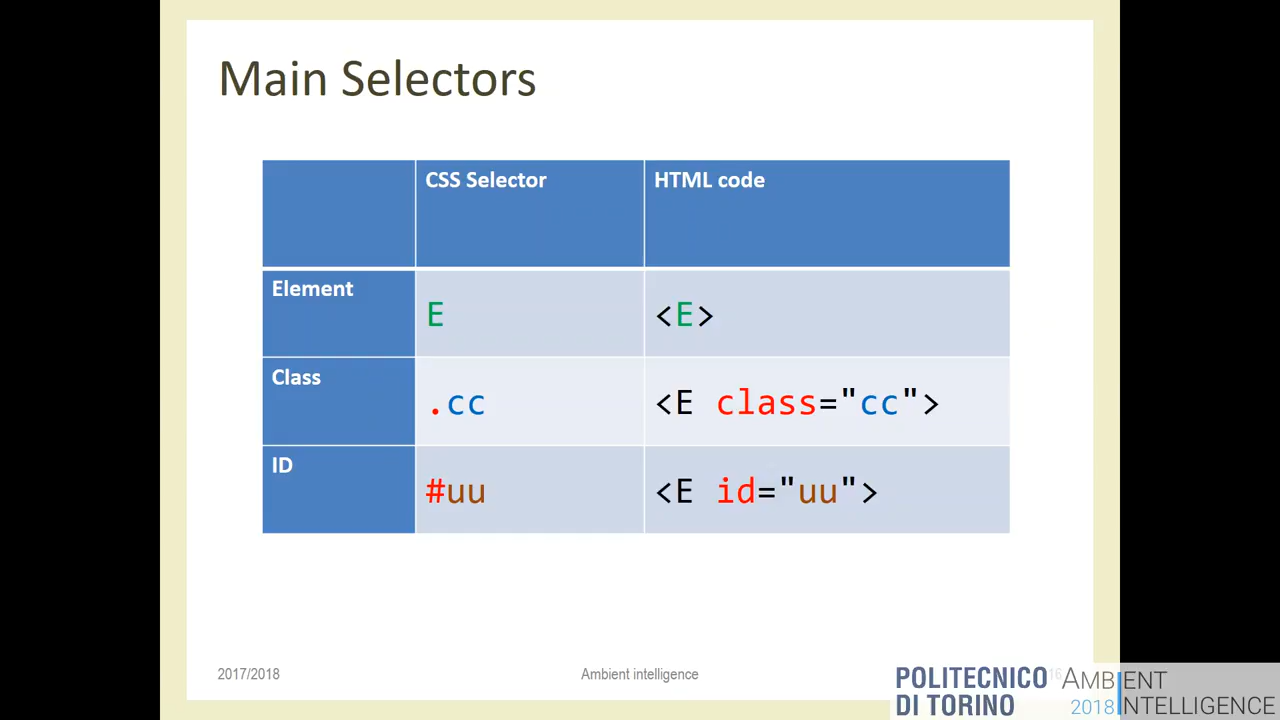 Main Selectors
CSS Selector HTML code
Element E <E>
Class .cc <E class="cc">
ID #uu <E id="uu">
2017/2018 Ambient intelligence 16
POLITECNICO AMBIENT
DI TORINO 2018 INTELLIGENCE